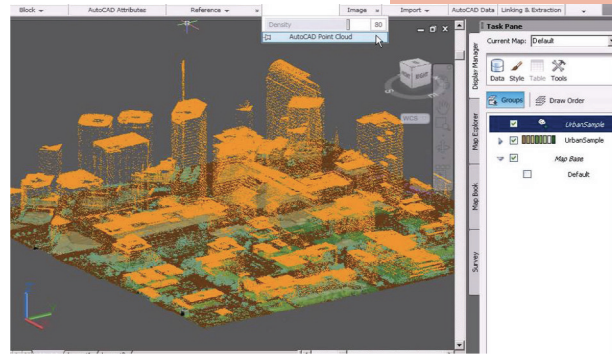 Block
AutoCAD Attributes
Reference
Image
Import
AutoCAD Data
Linking & Extraction
Density
80
AutoCAD Point Cloud
Task Pane
Current Map: Default
Data
Style
Table
Tools
Groups
Draw Order
UrbanSample
UrbanSample
Map Base
Default
Display Manager
Map Explorer
Map Book
Survey
WCS